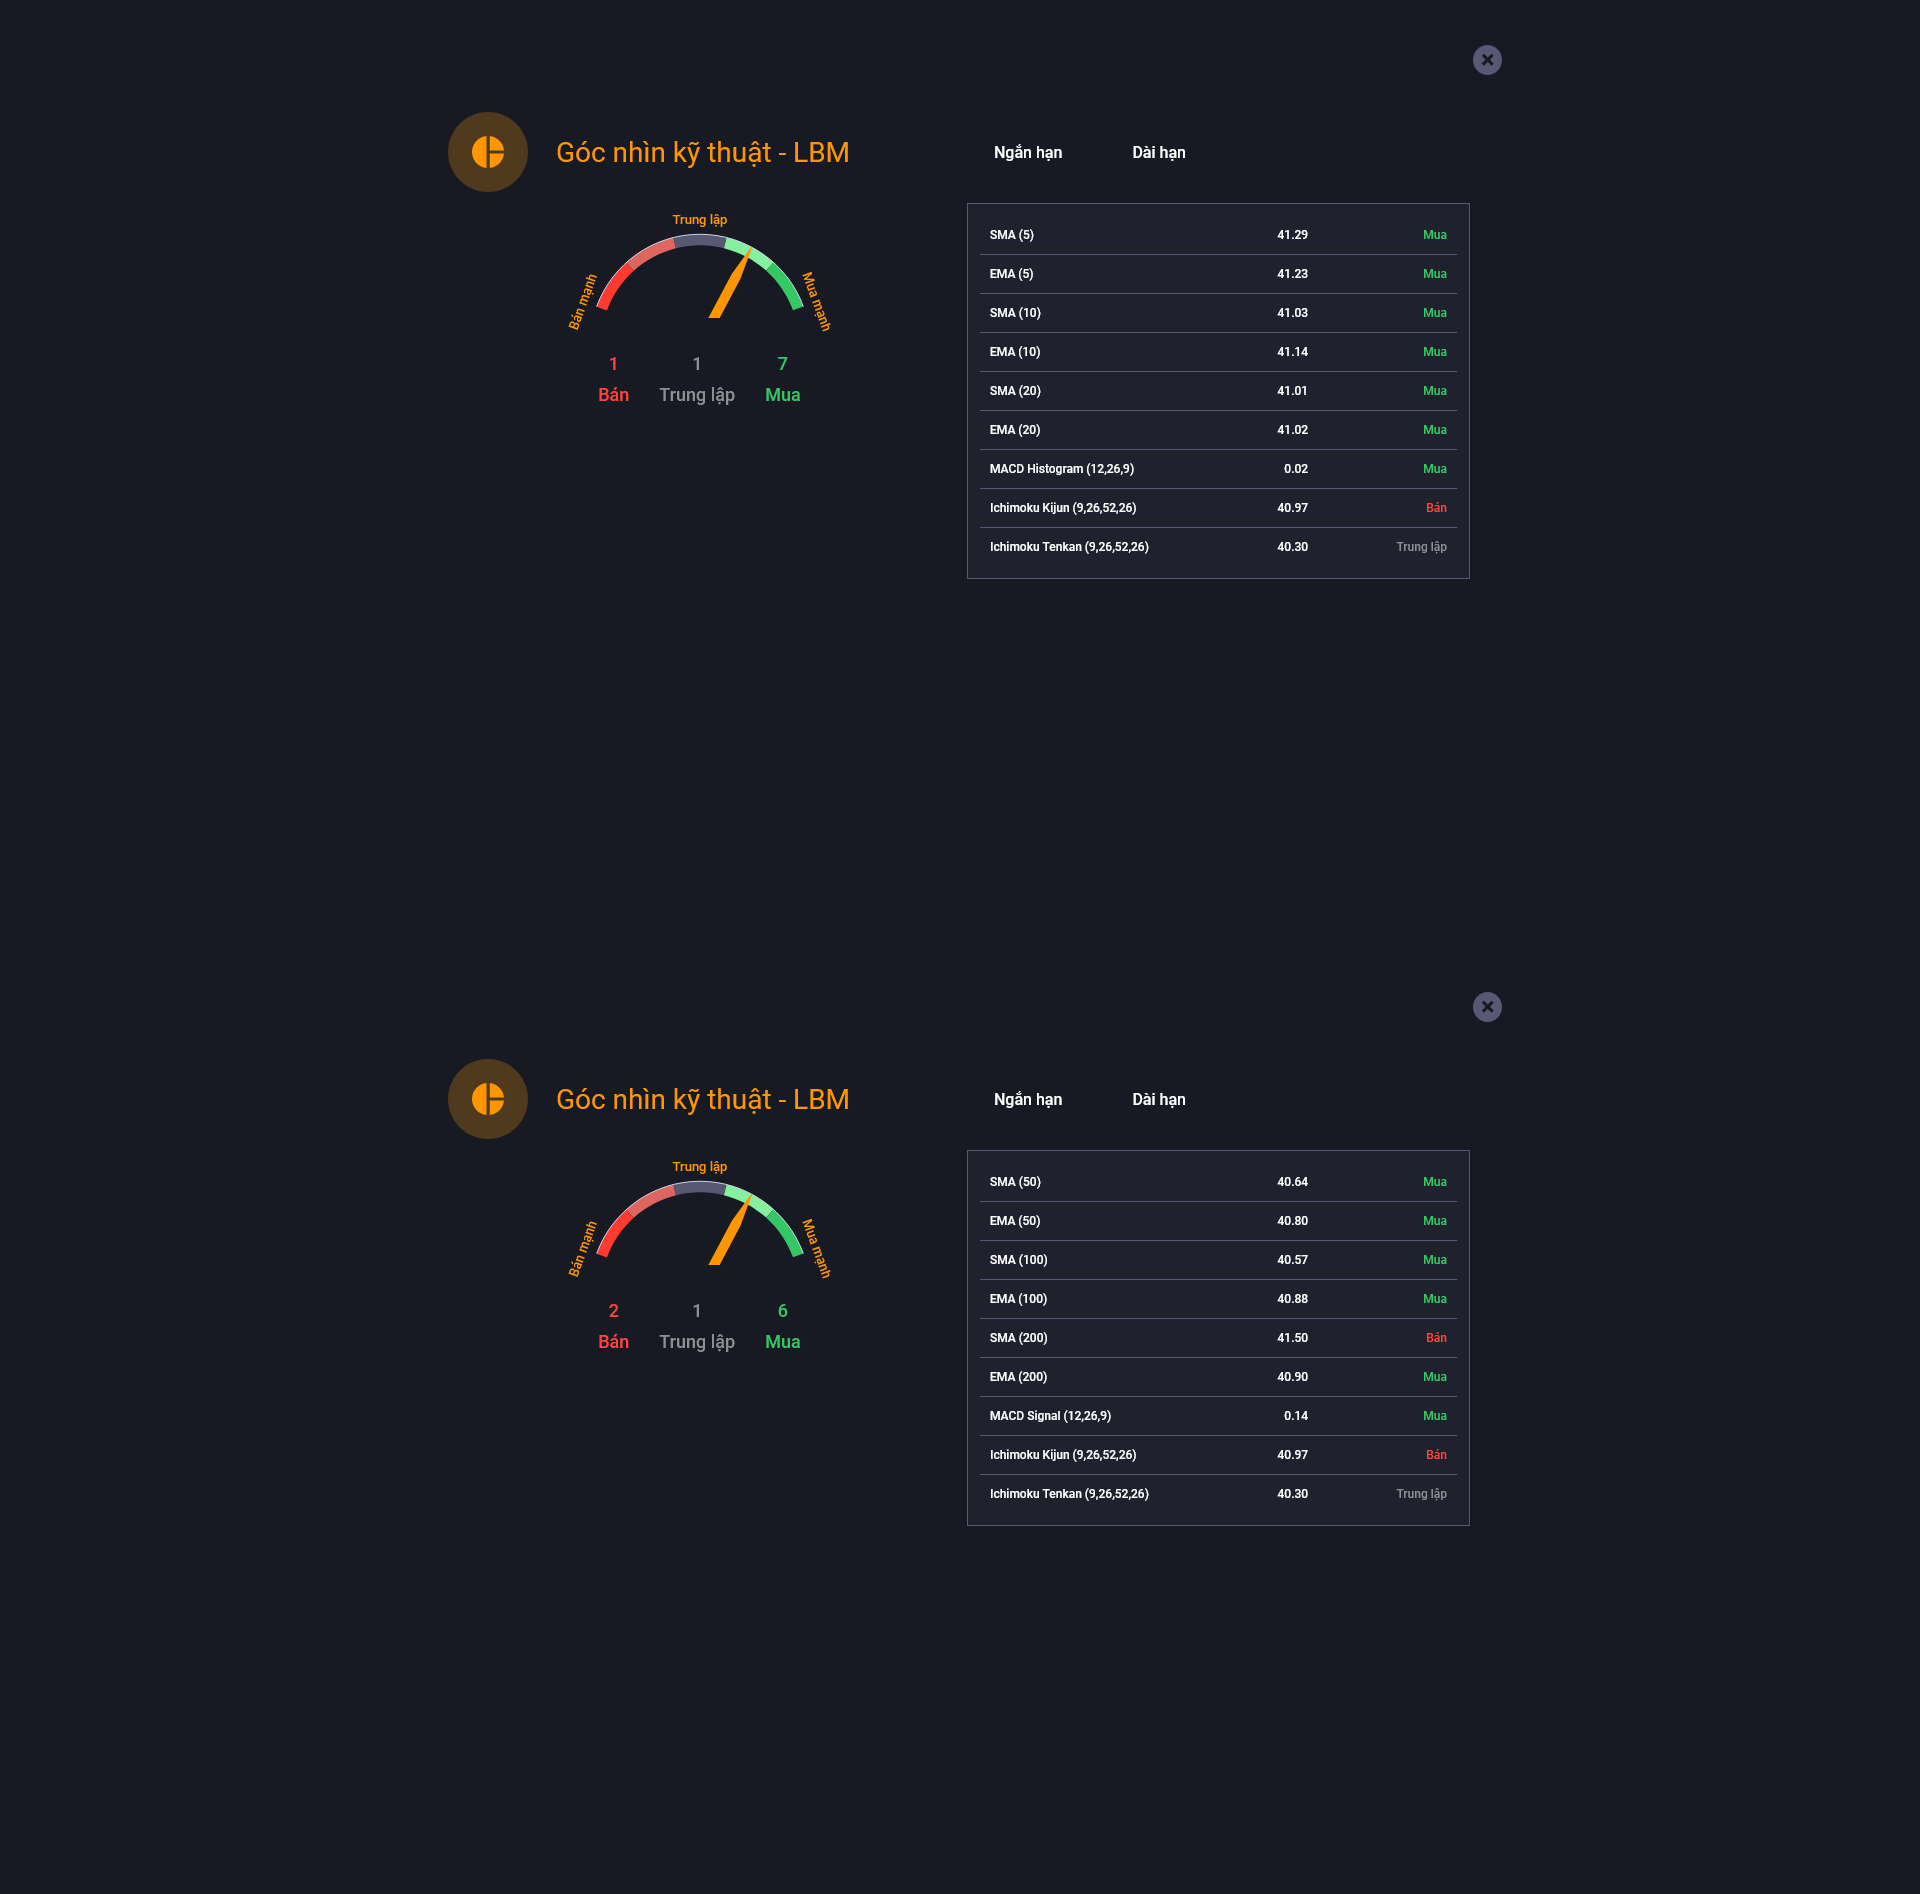 Góc nhìn kỹ thuật - LBM
Ngắn hạn Dài hạn
Trung lập
Bán mạnh
Mua mạnh
1 1 7
Bán Trung lập Mua
SMA (5) 41.29 Mua
EMA (5) 41.23 Mua
SMA (10) 41.03 Mua
EMA (10) 41.14 Mua
SMA (20) 41.01 Mua
EMA (20) 41.02 Mua
MACD Histogram (12,26,9) 0.02 Mua
Ichimoku Kijun (9,26,52,26) 40.97 Bán
Ichimoku Tenkan (9,26,52,26) 40.30 Trung lập
Góc nhìn kỹ thuật - LBM
Ngắn hạn Dài hạn
Trung lập
Bán mạnh
Mua mạnh
2 1 6
Bán Trung lập Mua
SMA (50) 40.64 Mua
EMA (50) 40.80 Mua
SMA (100) 40.57 Mua
EMA (100) 40.88 Mua
SMA (200) 41.50 Bán
EMA (200) 40.90 Mua
MACD Signal (12,26,9) 0.14 Mua
Ichimoku Kijun (9,26,52,26) 40.97 Bán
Ichimoku Tenkan (9,26,52,26) 40.30 Trung lập